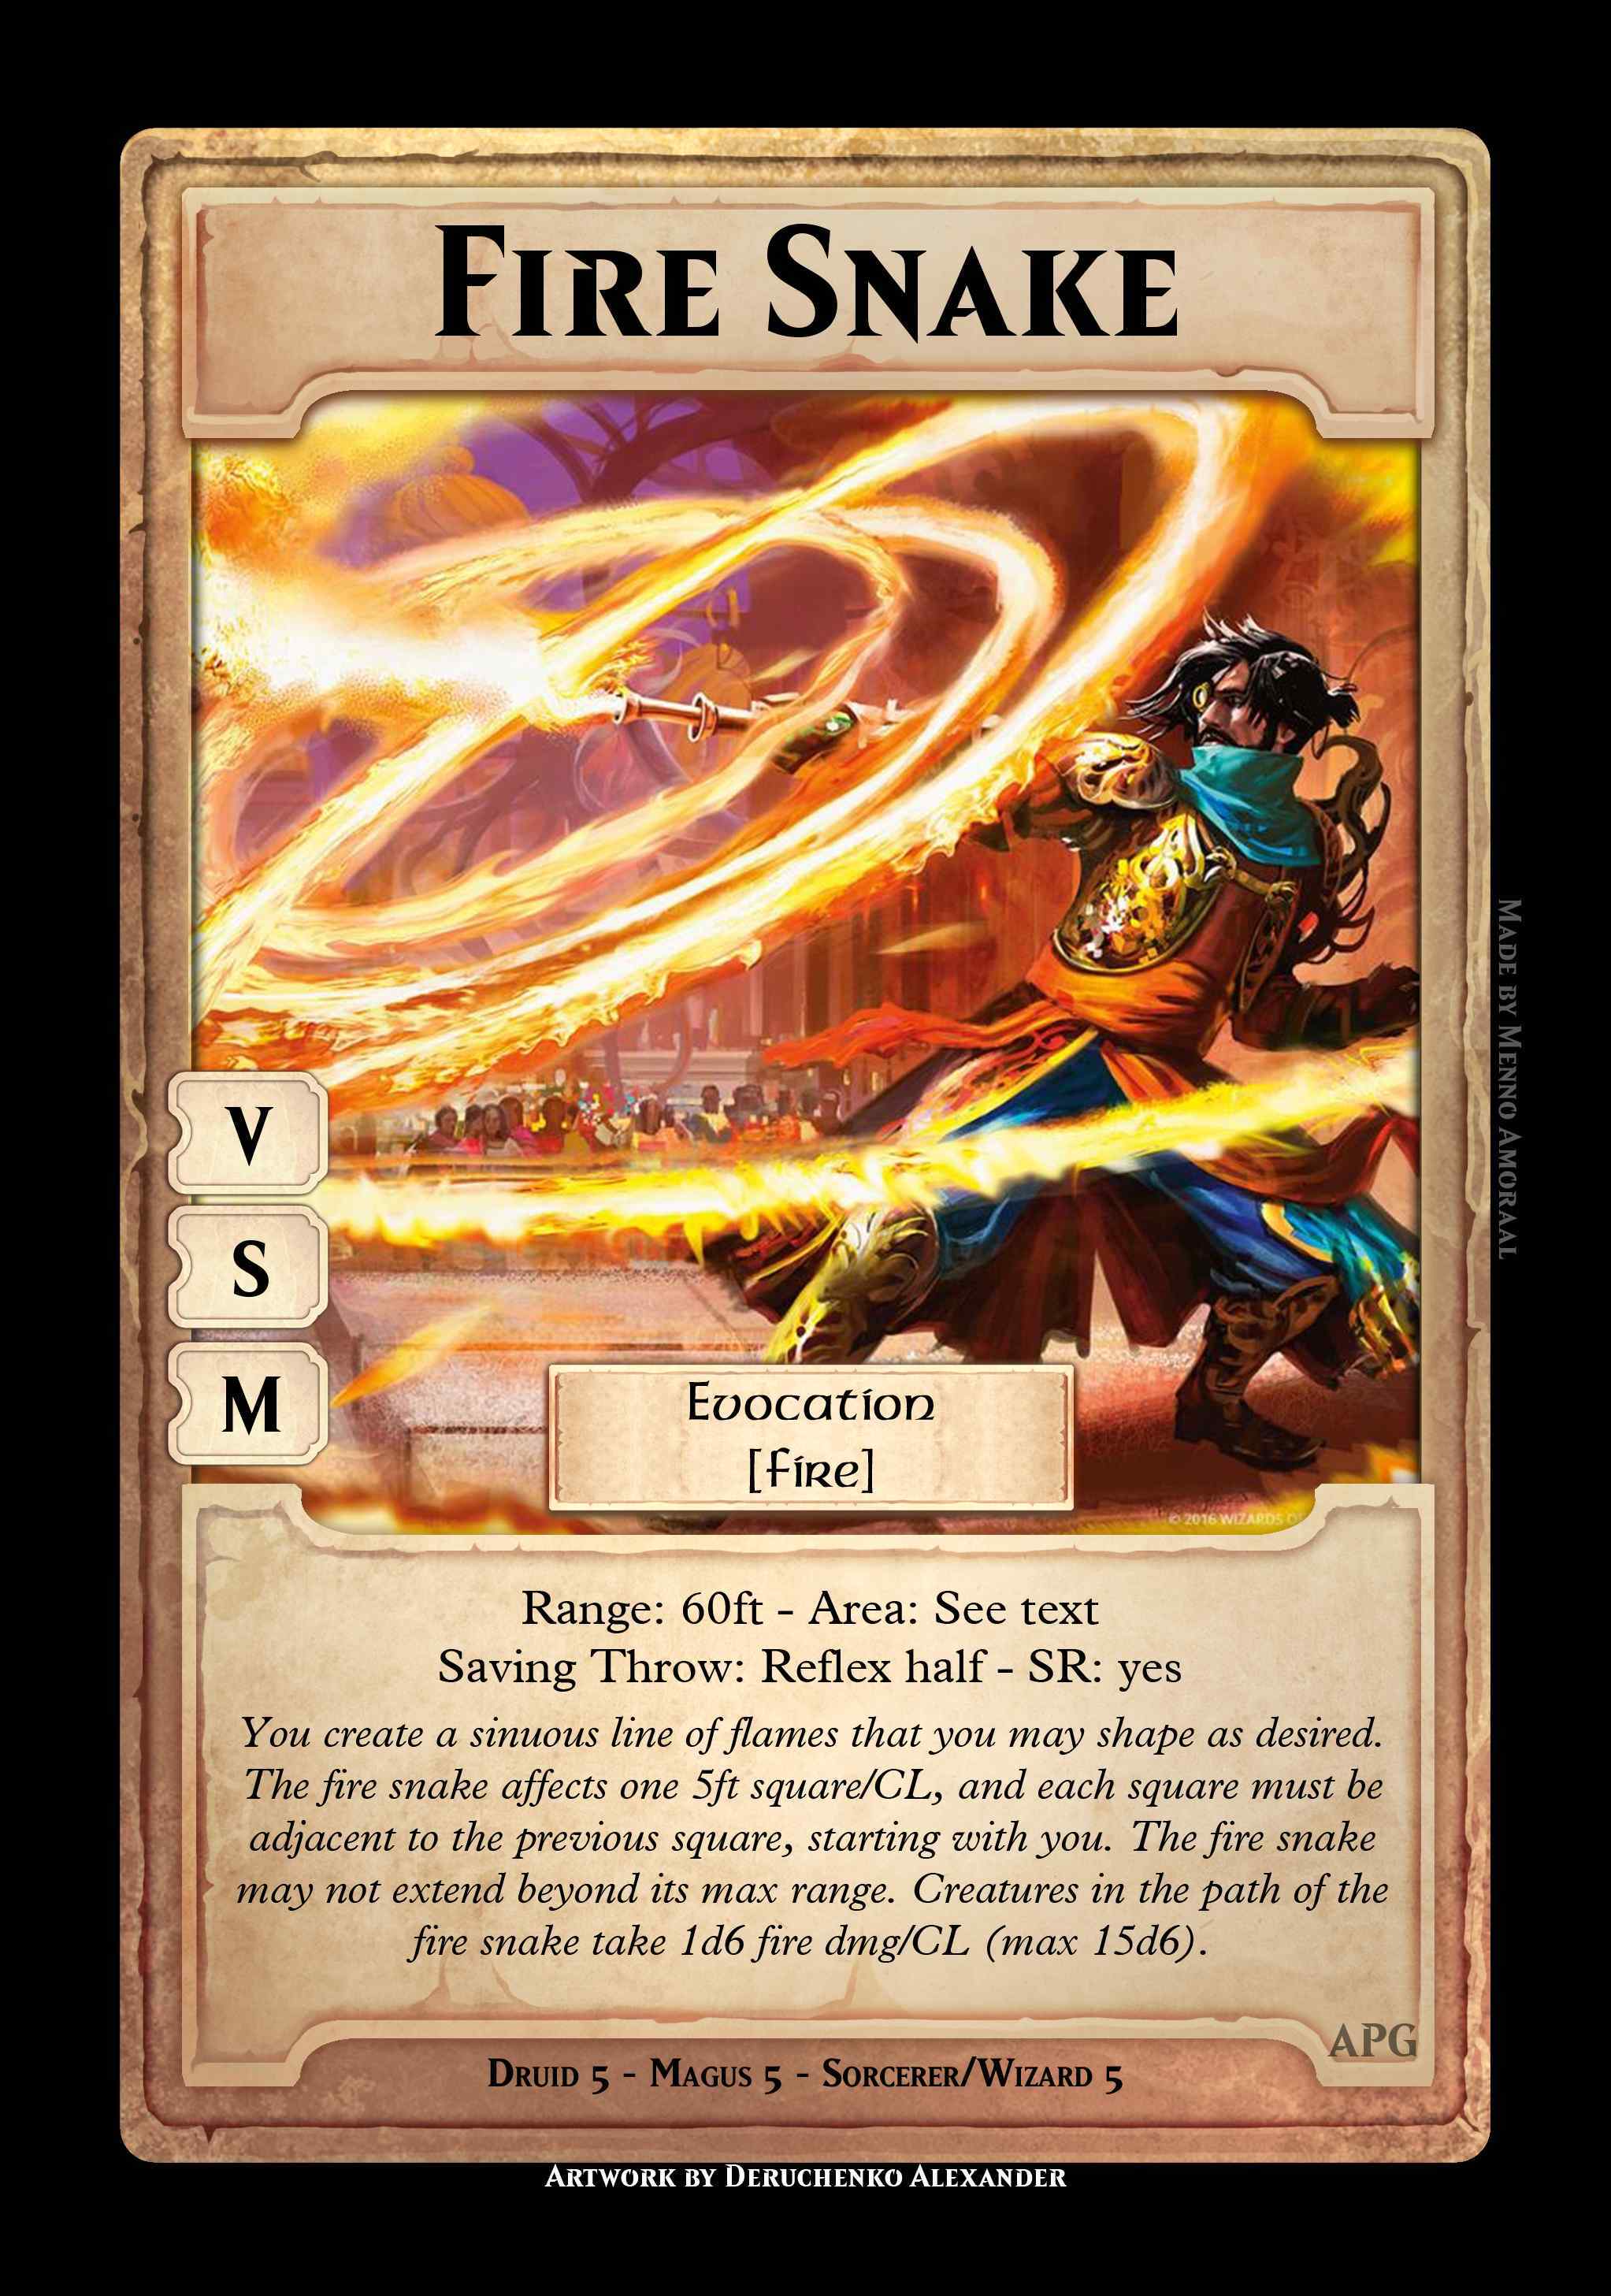 Fire Snake
V
S
M
Evocation
[Fire]
© 2016 WIZARDS OF
Range: 60ft - Area: See text
Saving Throw: Reflex half - SR: yes
You create a sinuous line of flames that you may shape as desired.
The fire snake affects one 5ft square/CL, and each square must be
adjacent to the previous square, starting with you. The fire snake
may not extend beyond its max range. Creatures in the path of the
fire snake take 1d6 fire dmg/CL (max 15d6).
APG
Druid 5 - Magus 5 - Sorcerer/Wizard 5
Artwork by Deruchenko Alexander
Made by Menno Amoraal